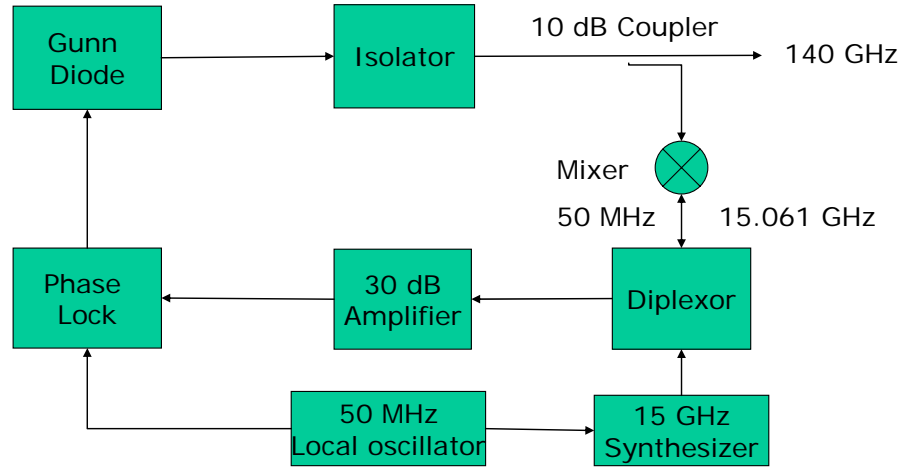 Gunn
Diode
Isolator
10 dB Coupler
140 GHz
Mixer
50 MHz
15.061 GHz
Phase
Lock
30 dB
Amplifier
Diplexor
50 MHz
Local oscillator
15 GHz
Synthesizer